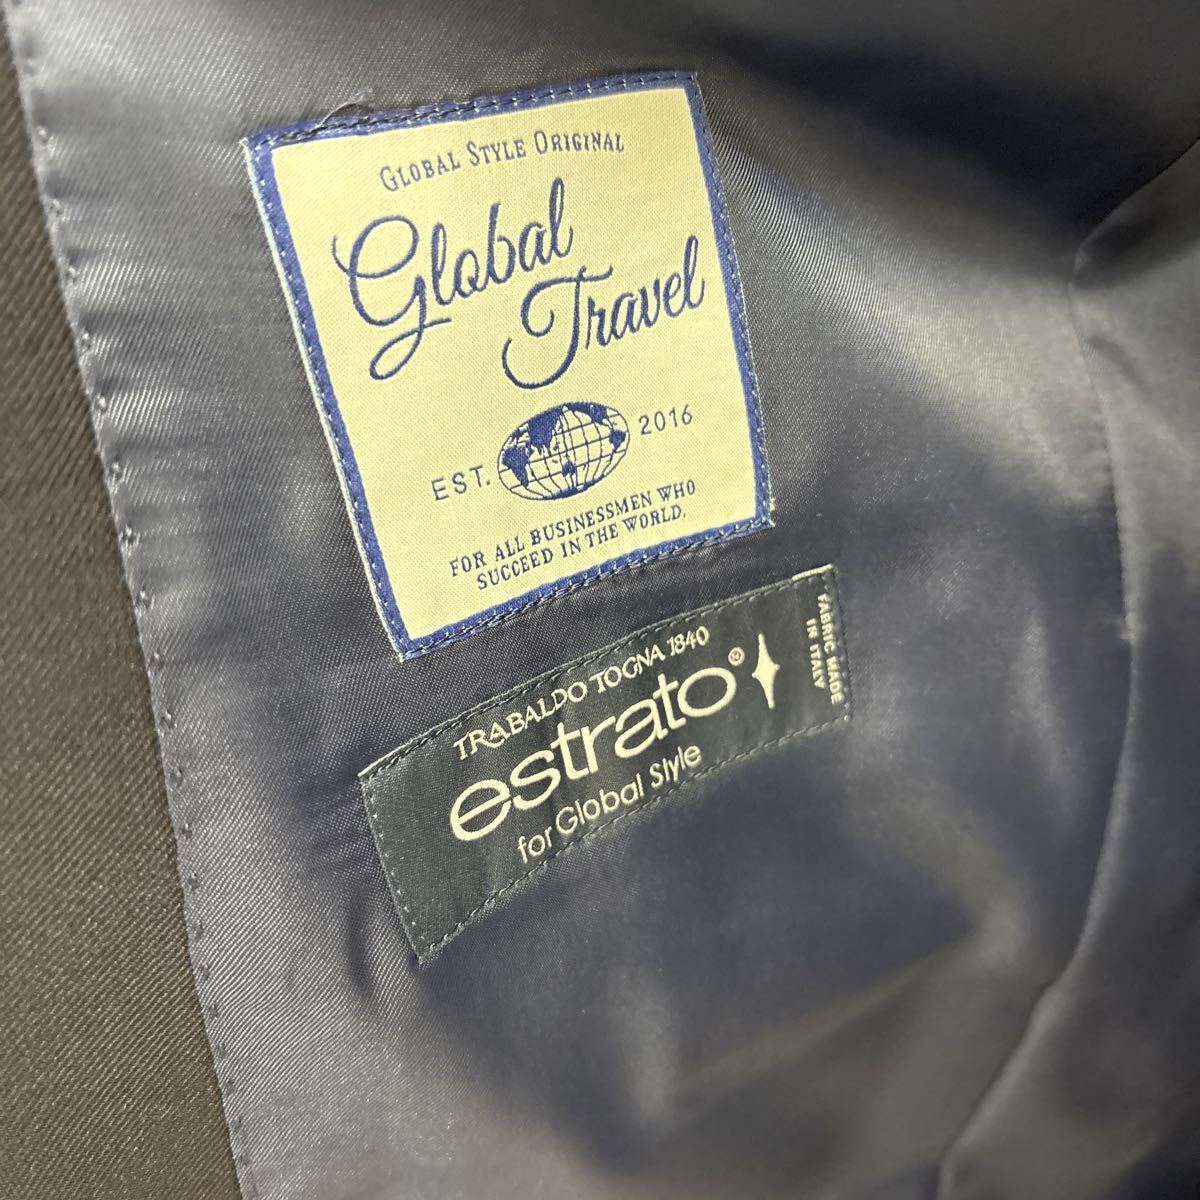 GLOBAL STYLE ORIGINAL
Global
Travel
EST. 2016
FOR ALL BUSINESSMEN WHO
SUCCEED IN THE WORLD.
TRABALDO TOGNA 1840
estrato®
for Global Style
FABRIC MADE
IN ITALY